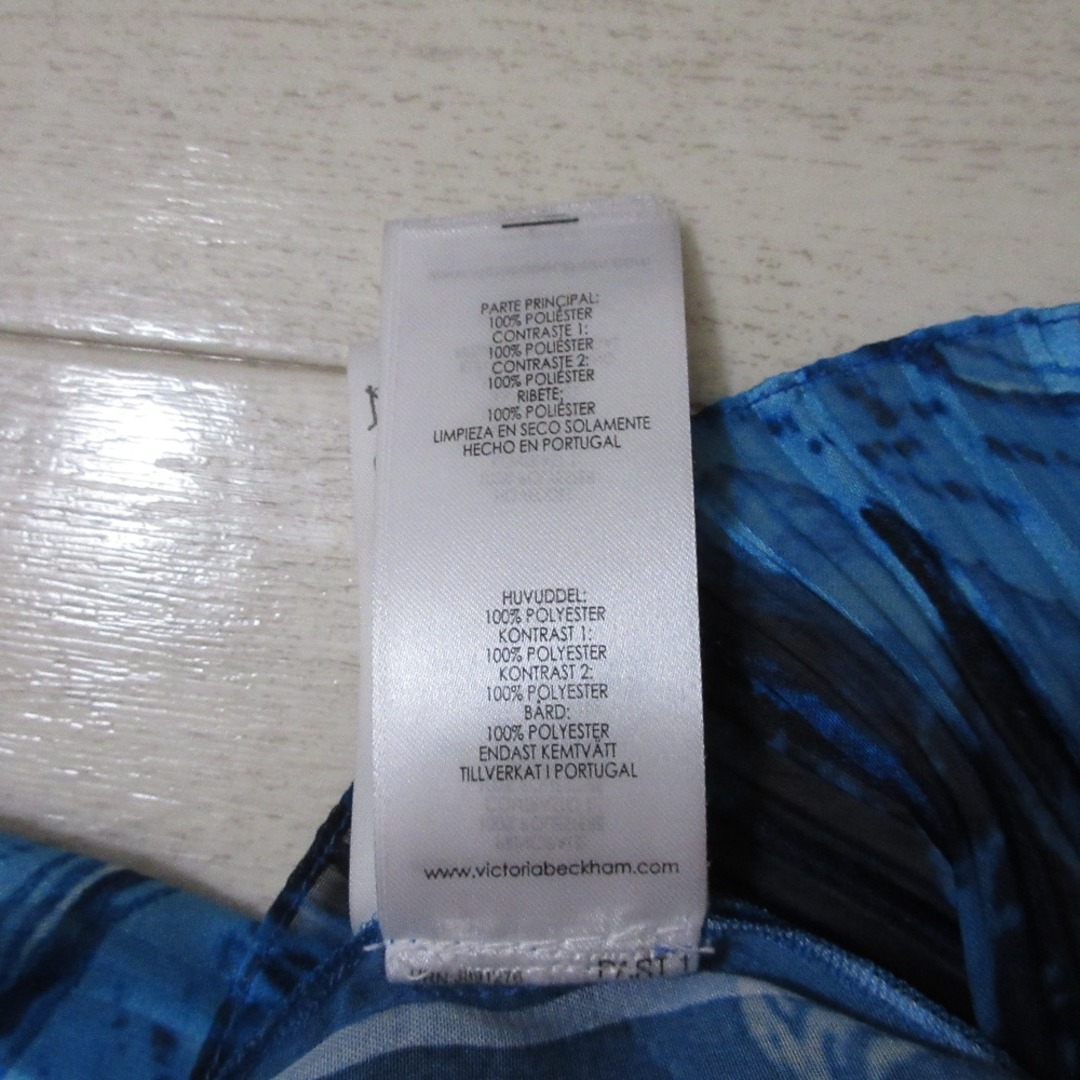 PARTE PRINCIPAL:
100% POLIÉSTER
CONTRASTE 1:
100% POLIÉSTER
CONTRASTE 2:
100% POLIÉSTER
RIBETE:
100% POLIÉSTER
LIMPIEZA EN SECO SOLAMENTE
HECHO EN PORTUGAL
HUVUDDEL:
100% POLYESTER
KONTRAST 1:
100% POLYESTER
KONTRAST 2:
100% POLYESTER
BÅRD:
100% POLYESTER
ENDAST KEMTVÄTT
TILLVERKAT I PORTUGAL
www.victoriabeckham.com